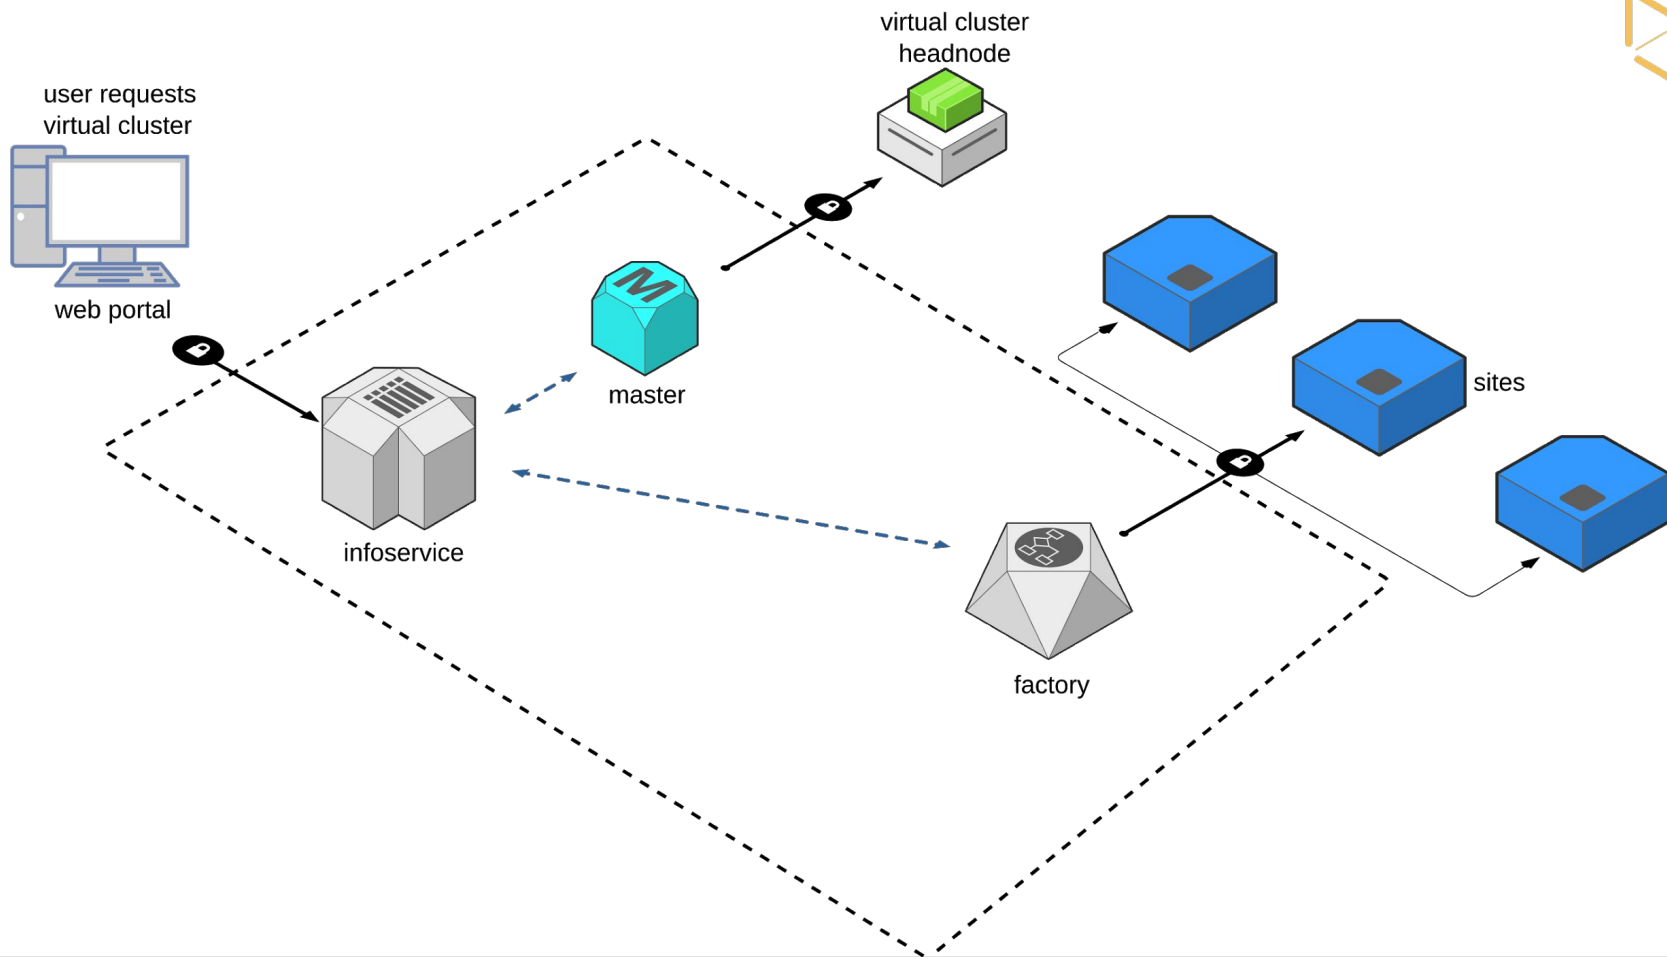 virtual cluster
headnode
user requests
virtual cluster
web portal
M
master
sites
infoservice
factory